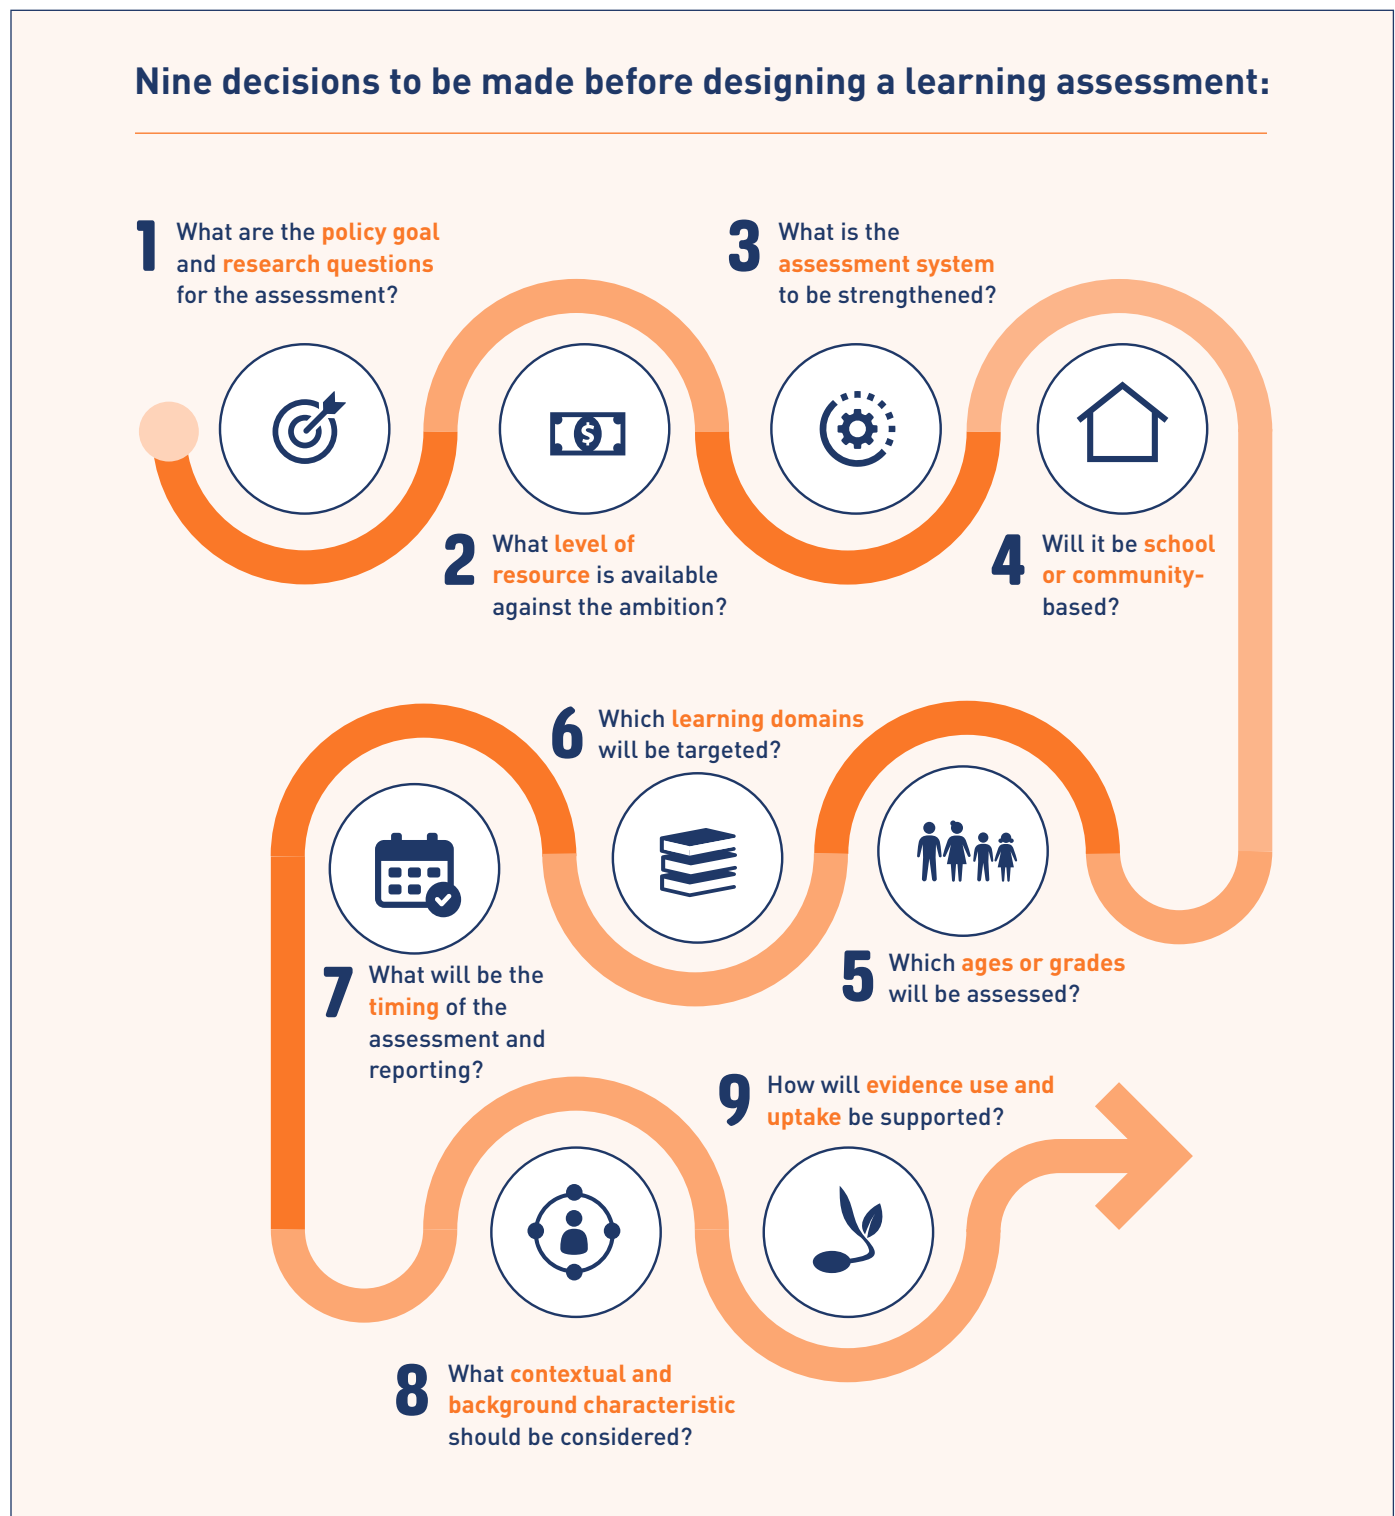 Nine decisions to be made before designing a learning assessment:
1
What are the policy goal
and research questions
for the assessment?
2
What level of
resource is available
against the ambition?
3
What is the
assessment system
to be strengthened?
4
Will it be school
or community-
based?
5
Which ages or grades
will be assessed?
6
Which learning domains
will be targeted?
7
What will be the
timing of the
assessment and
reporting?
8
What contextual and
background characteristic
should be considered?
9
How will evidence use and
uptake be supported?
$